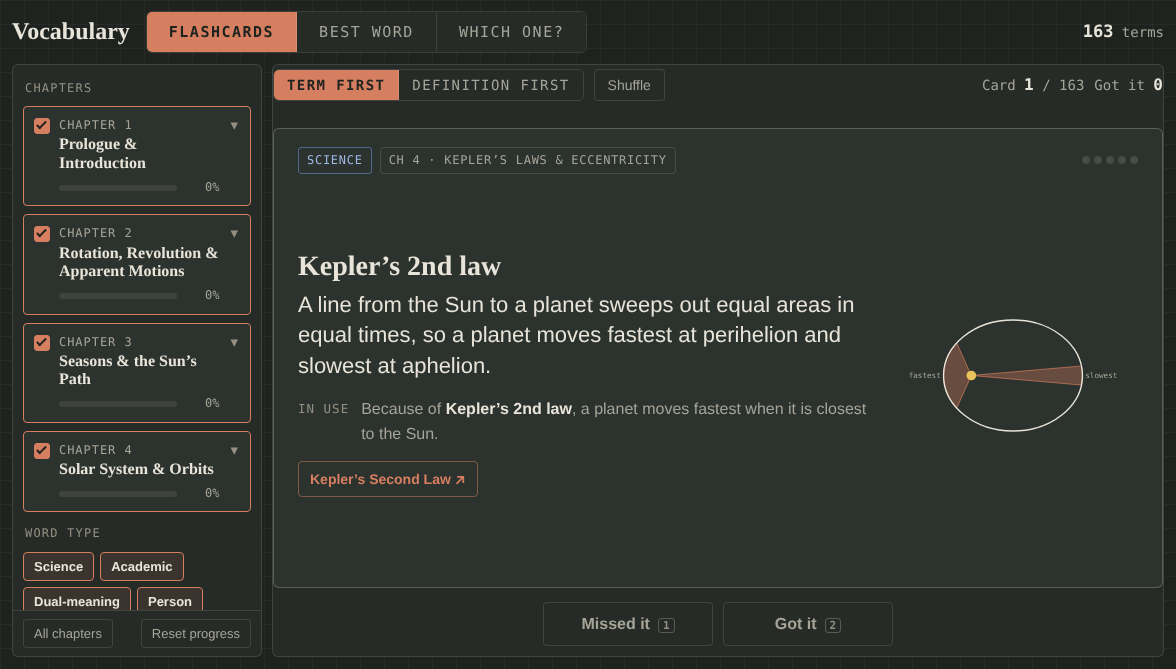 Vocabulary
FLASHCARDS
BEST WORD
WHICH ONE?
163 terms
CHAPTERS
CHAPTER 1
Prologue &
Introduction
0%
CHAPTER 2
Rotation, Revolution &
Apparent Motions
0%
CHAPTER 3
Seasons & the Sun’s
Path
0%
CHAPTER 4
Solar System & Orbits
0%
WORD TYPE
Science
Academic
Dual-meaning
Person
All chapters
Reset progress
TERM FIRST
DEFINITION FIRST
Shuffle
Card 1 / 163 Got it 0
SCIENCE
CH 4 · KEPLER’S LAWS & ECCENTRICITY
Kepler’s 2nd law
A line from the Sun to a planet sweeps out equal areas in
equal times, so a planet moves fastest at perihelion and
slowest at aphelion.
IN USE Because of Kepler’s 2nd law, a planet moves fastest when it is closest
to the Sun.
Kepler’s Second Law ↗
fastest
slowest
Missed it 1
Got it 2